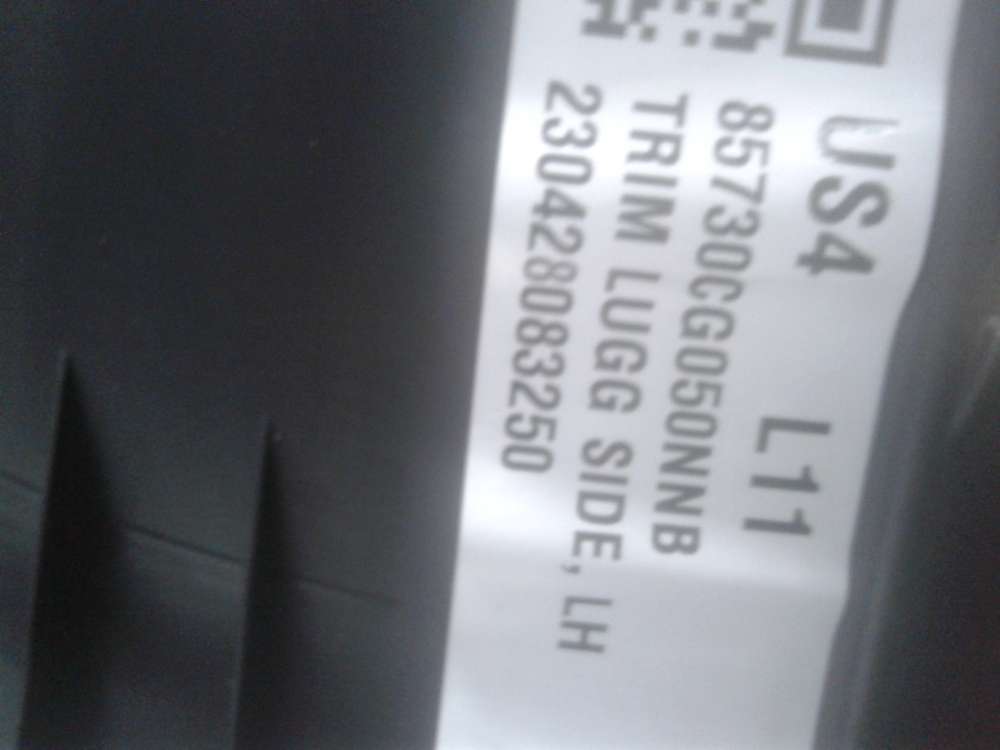 US4 L11
85730CG050NNB
TRIM LUGG SIDE, LH
230428083250